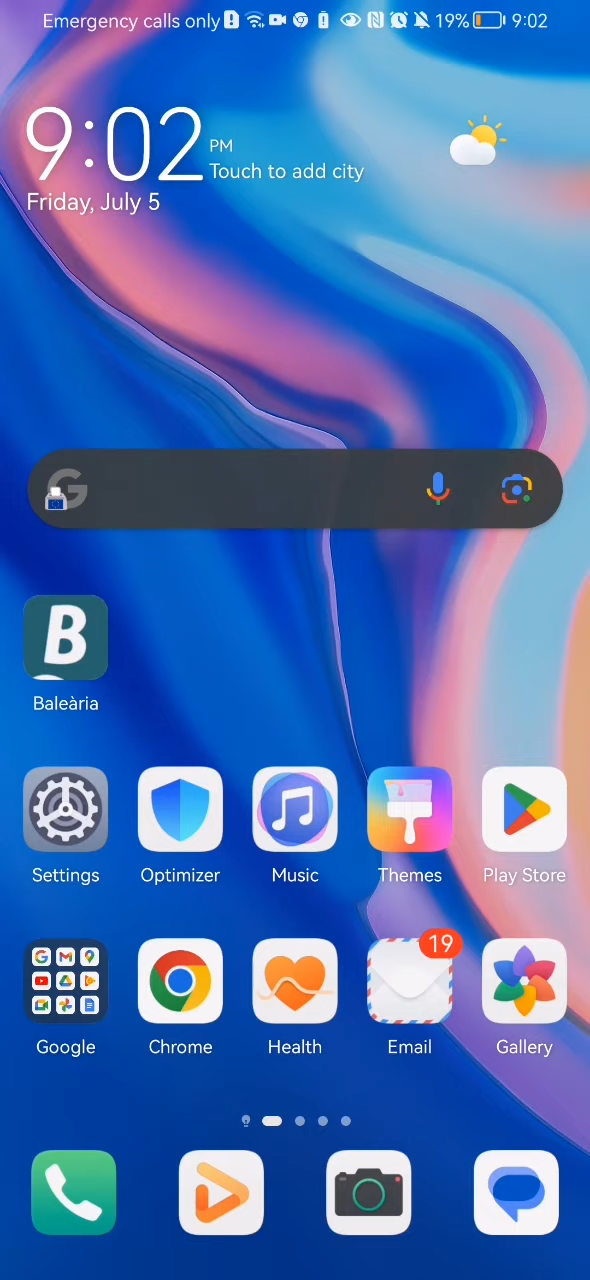 Emergency calls only 19% 9:02
9:02 PM
Touch to add city
Friday, July 5
G
B
Baleària
Settings Optimizer Music Themes Play Store
19
Google Chrome Health Email Gallery